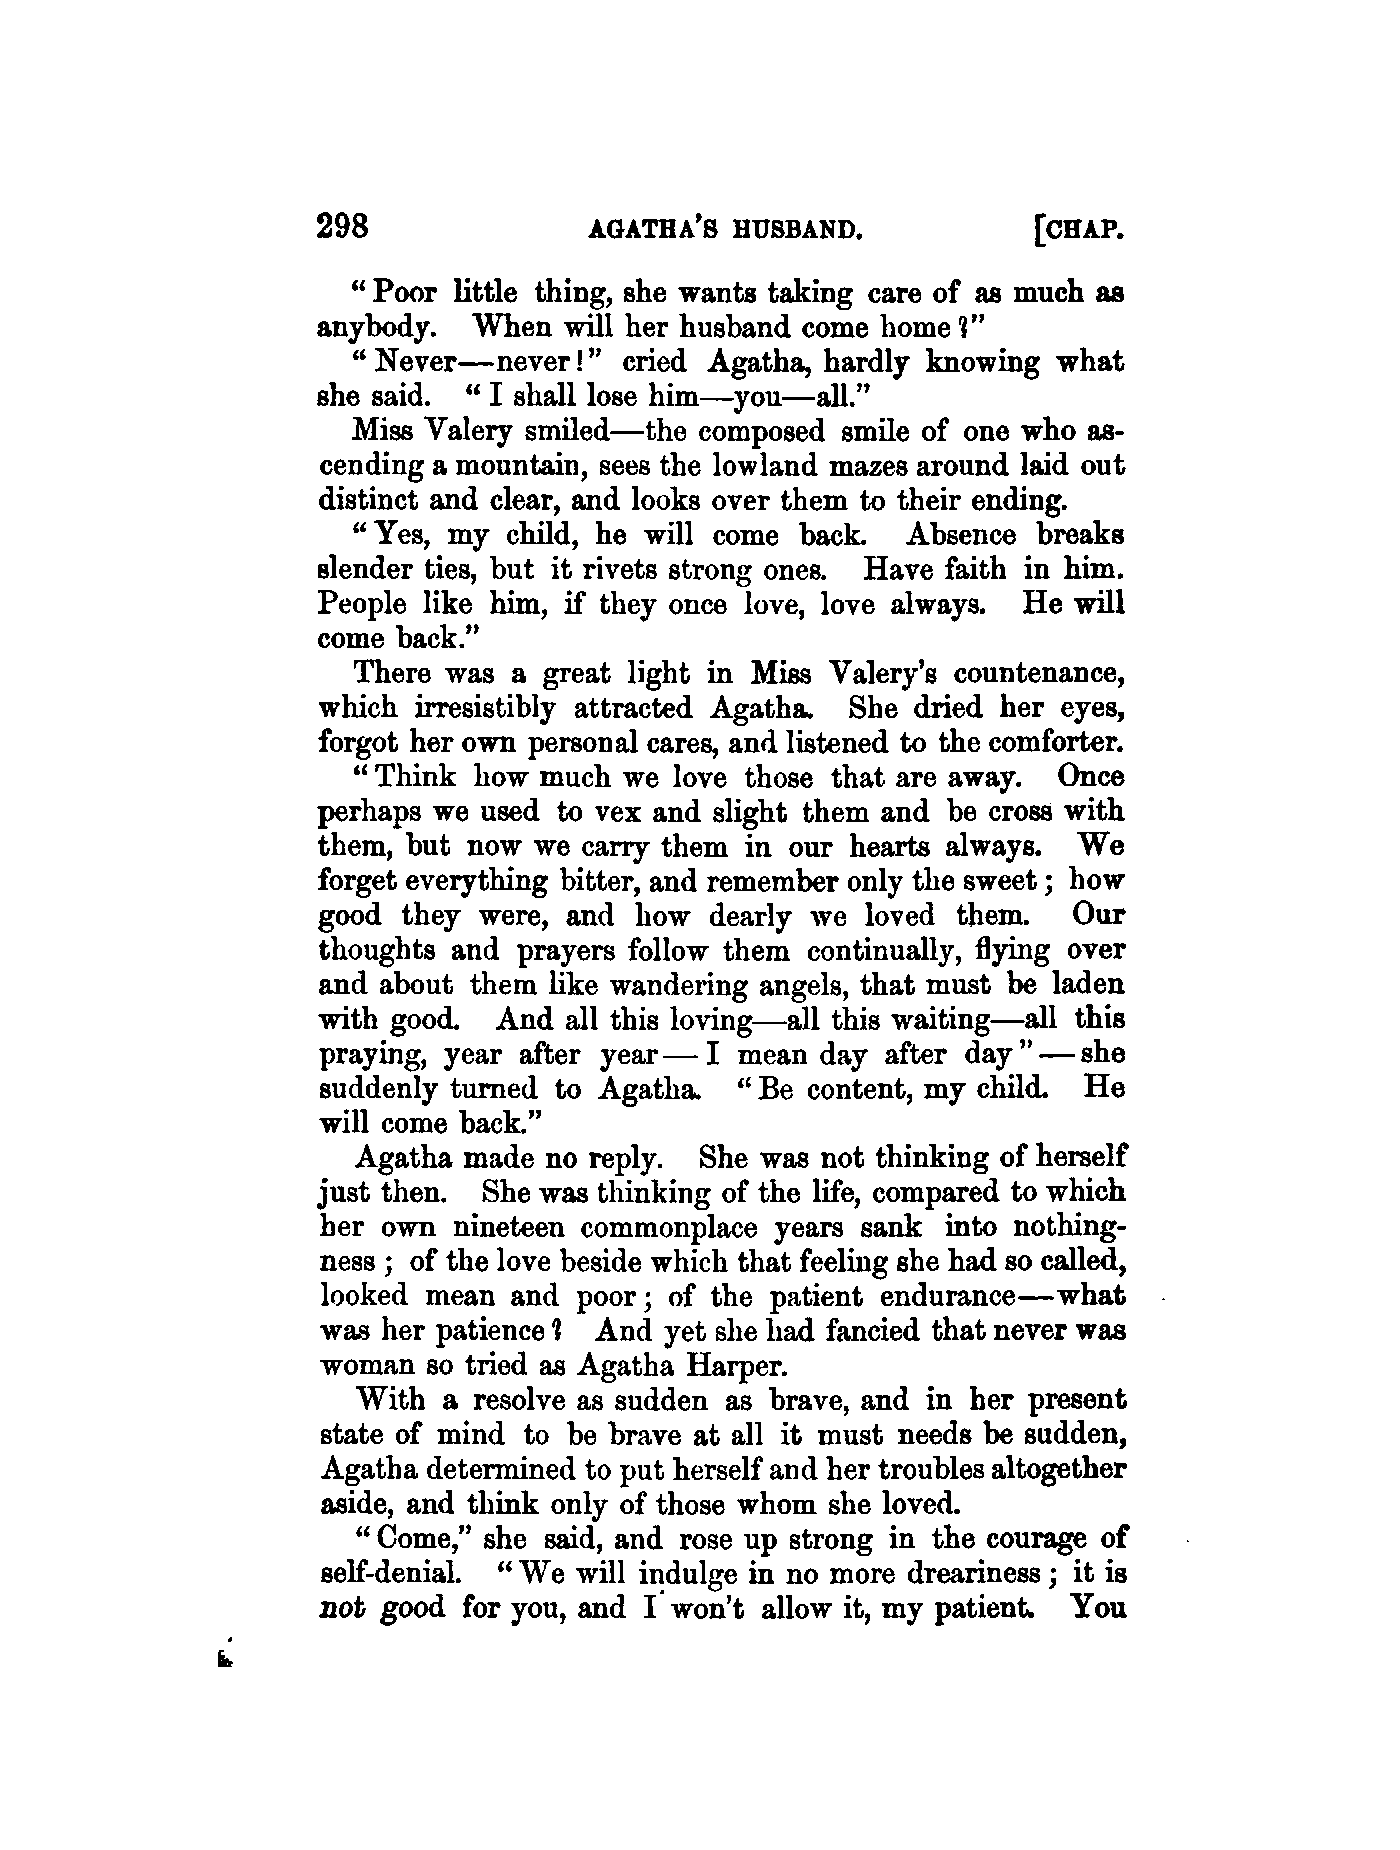 298 AGATHA'S HUSBAND. [CHAP.
"Poor little thing, she wants taking care of as much as
anybody. When will her husband come home?"
"Never—never!" cried Agatha, hardly knowing what
she said. "I shall lose him—you—all."
Miss Valery smiled—the composed smile of one who as-
cending a mountain, sees the lowland mazes around laid out
distinct and clear, and looks over them to their ending.
"Yes, my child, he will come back. Absence breaks
slender ties, but it rivets strong ones. Have faith in him.
People like him, if they once love, love always. He will
come back."
There was a great light in Miss Valery's countenance,
which irresistibly attracted Agatha. She dried her eyes,
forgot her own personal cares, and listened to the comforter.
"Think how much we love those that are away. Once
perhaps we used to vex and slight them and be cross with
them, but now we carry them in our hearts always. We
forget everything bitter, and remember only the sweet; how
good they were, and how dearly we loved them. Our
thoughts and prayers follow them continually, flying over
and about them like wandering angels, that must be laden
with good. And all this loving—all this waiting—all this
praying, year after year—I mean day after day"—she
suddenly turned to Agatha. "Be content, my child. He
will come back."
Agatha made no reply. She was not thinking of herself
just then. She was thinking of the life, compared to which
her own nineteen commonplace years sank into nothing-
ness; of the love beside which that feeling she had so called,
looked mean and poor; of the patient endurance—what
was her patience? And yet she had fancied that never was
woman so tried as Agatha Harper.
With a resolve as sudden as brave, and in her present
state of mind to be brave at all it must needs be sudden,
Agatha determined to put herself and her troubles altogether
aside, and think only of those whom she loved.
"Come," she said, and rose up strong in the courage of
self-denial. "We will indulge in no more dreariness; it is
not good for you, and I won't allow it, my patient. You